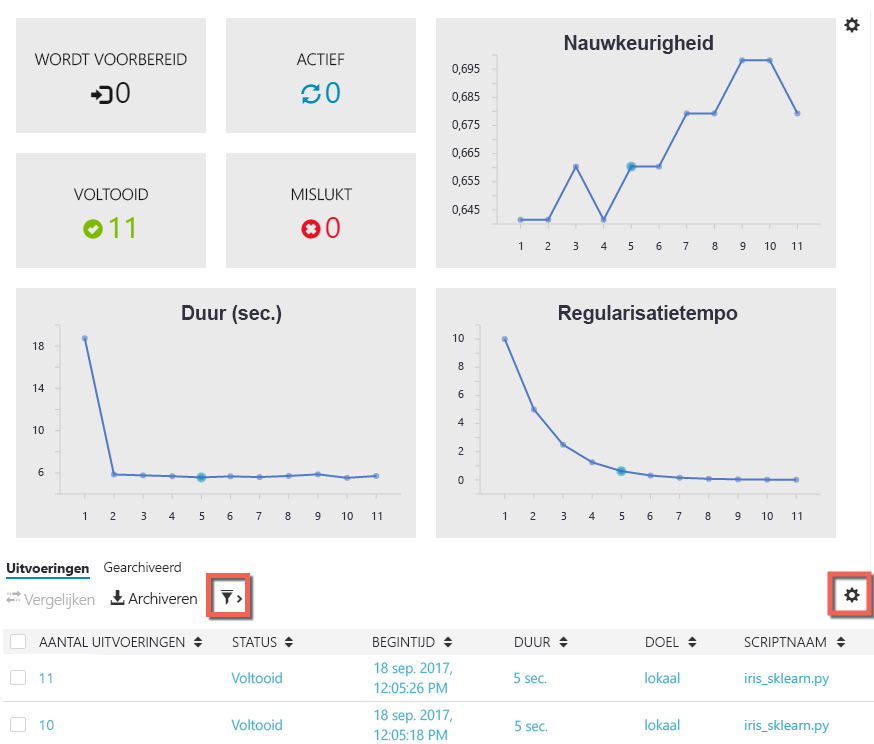 WORDT VOORBEREID
0
ACTIEF
0
VOLTOOID
11
MISLUKT
0
Nauwkeurigheid
0,695
0,685
0,675
0,665
0,655
0,645
1 2 3 4 5 6 7 8 9 10 11
Duur (sec.)
18
14
10
6
1 2 3 4 5 6 7 8 9 10 11
Regularisatietempo
10
8
6
4
2
0
1 2 3 4 5 6 7 8 9 10 11
Uitvoeringen Gearchiveerd
Vergelijken Archiveren
AANTAL UITVOERINGEN STATUS BEGINTIJD DUUR DOEL SCRIPTNAAM
11 Voltooid 18 sep. 2017, 12:05:26 PM 5 sec. lokaal iris_sklearn.py
10 Voltooid 18 sep. 2017, 12:05:18 PM 5 sec. lokaal iris_sklearn.py